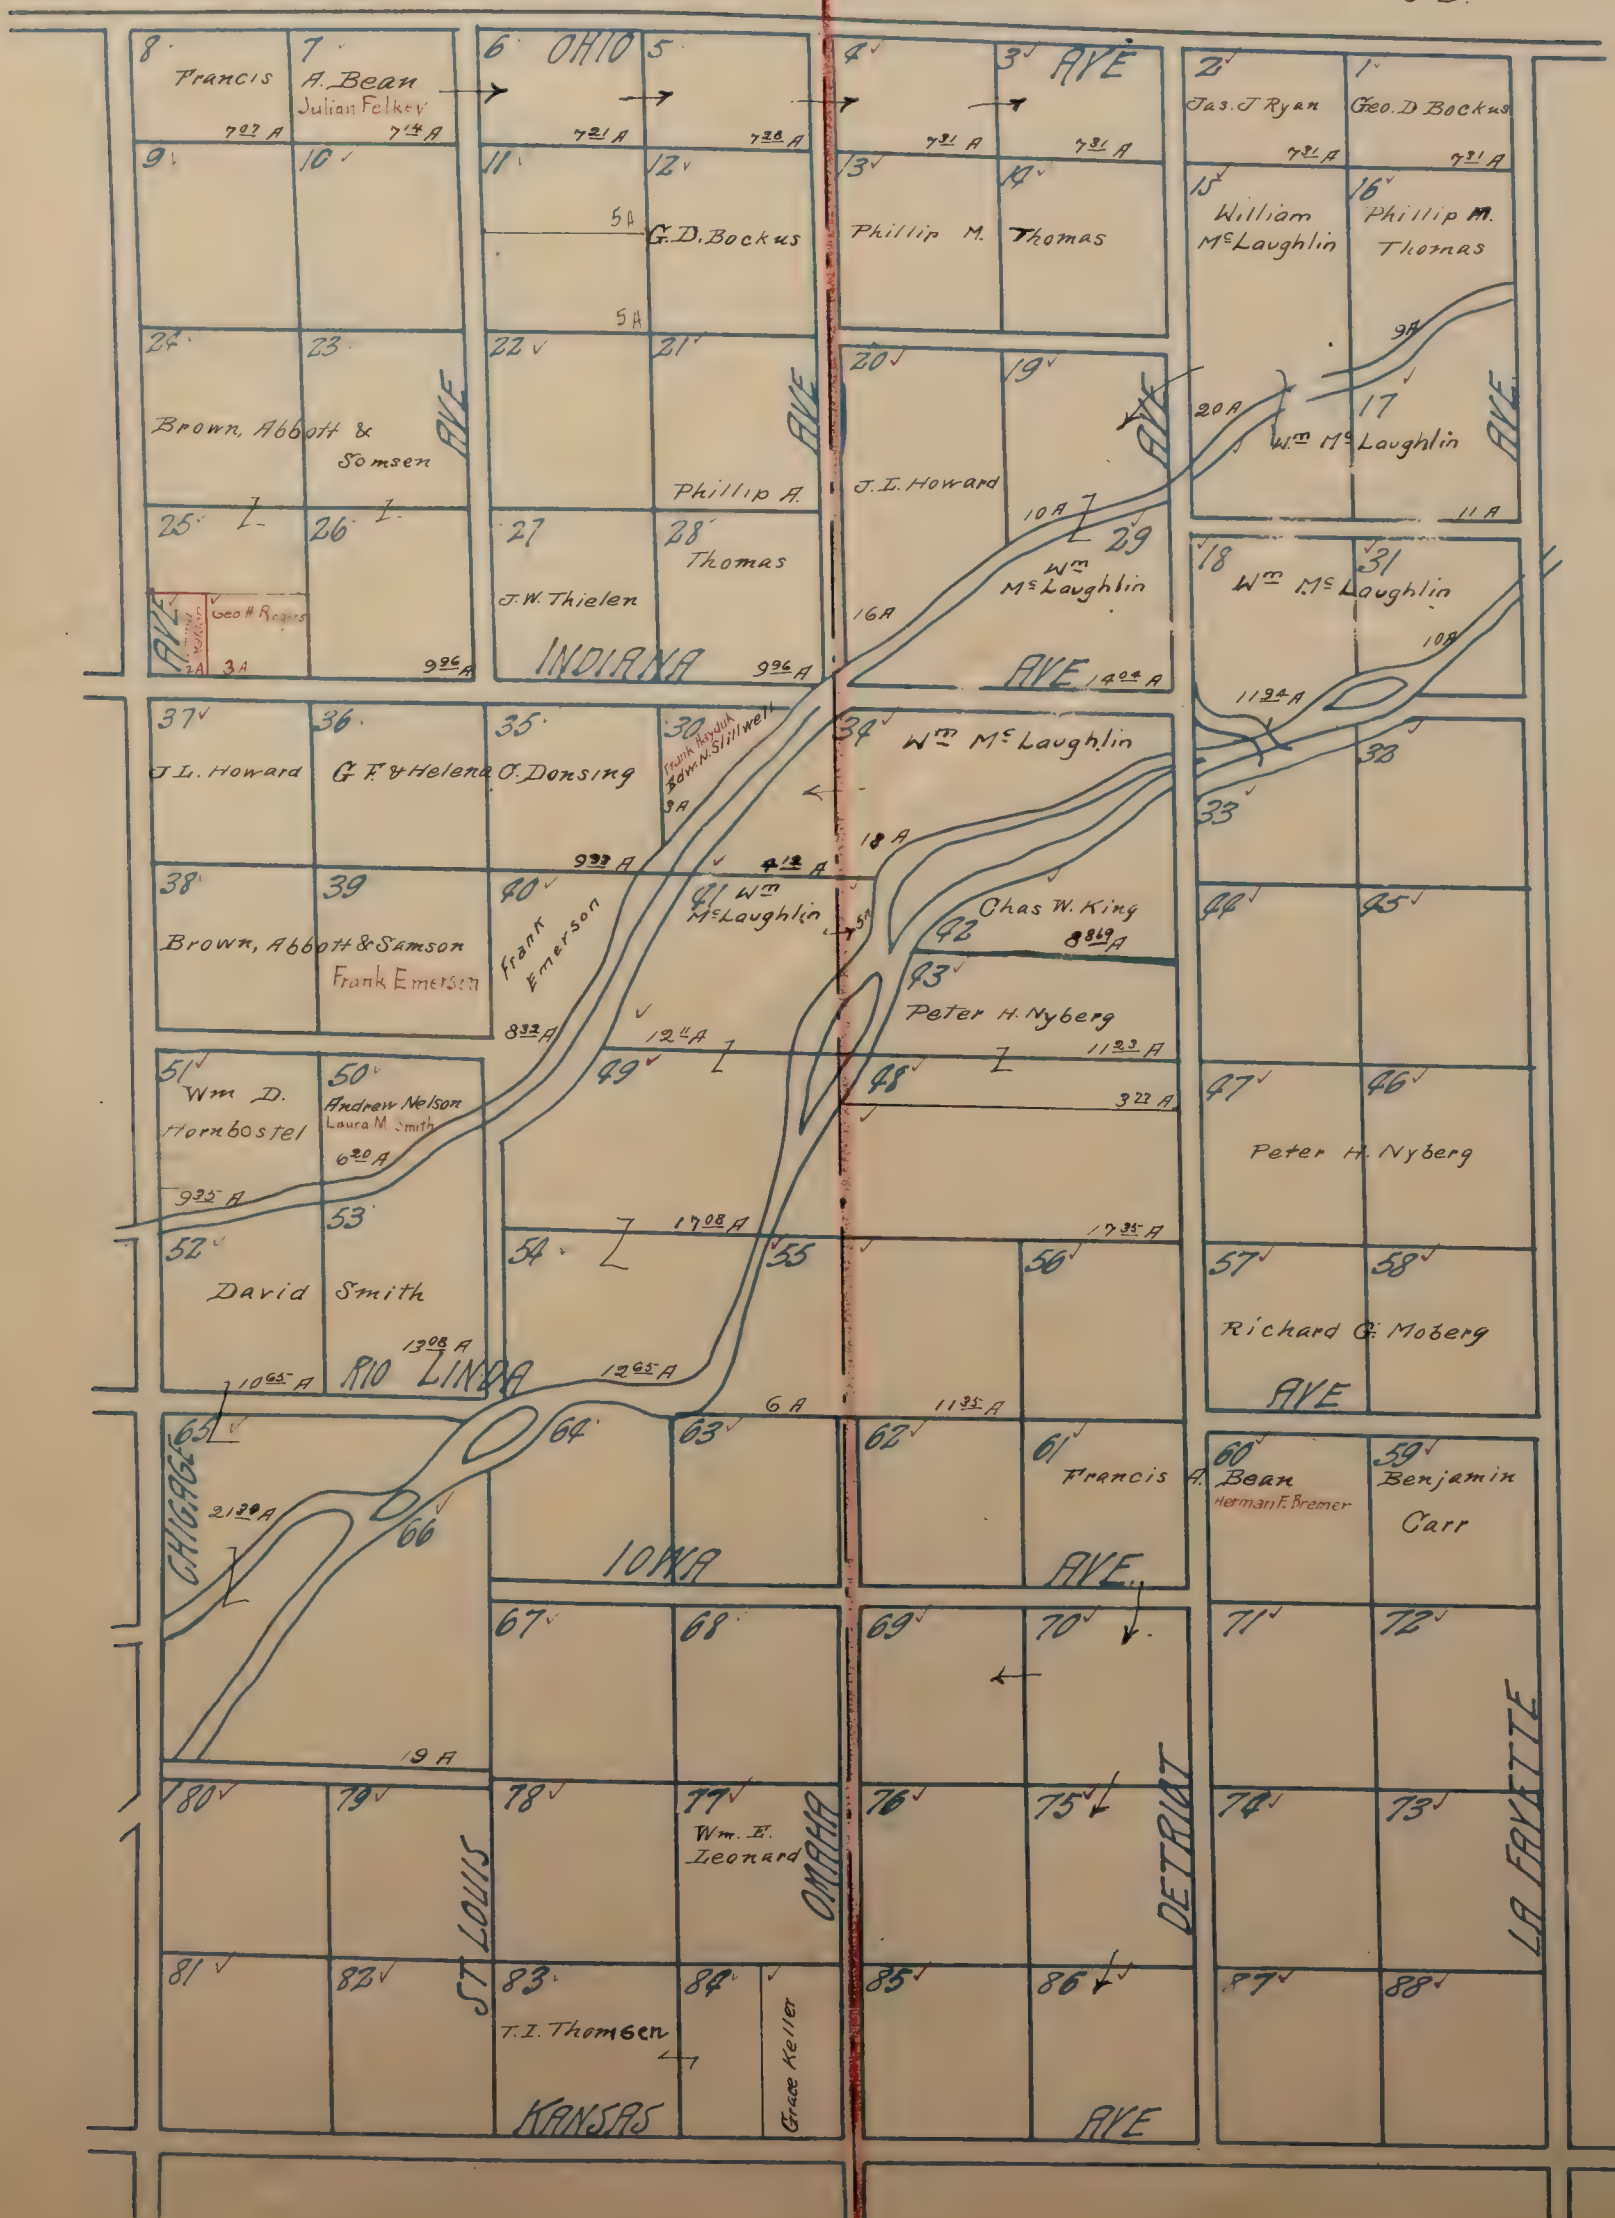 8
Francis
7 07 A
7
A. Bean
Julian Felkey
7 14 A
6
OHIO
7 21 A
5
7 28 A
4
7 31 A
3
AVE
7 31 A
2
Jas. J Ryan
7 31 A
1
Geo. D Bockus
7 31 A
9
10
11
5 A
5 A
12
G. D. Bockus
13
Phillip M.
14
Thomas
15
William
McLaughlin
16
Phillip M.
Thomas
9 A
24
23
Brown, Abbott &
Somsen
AVE
22
21
Phillip A.
AVE
20
J. L. Howard
16 A
19
10 A
AVE
20 A
17
Wm McLaughlin
AVE
11 A
25
AVE
2A
Geo H Rogers
3 A
26
9 96 A
27
J. W. Thielen
INDIANA
28
Thomas
9 96 A
29
Wm
McLaughlin
AVE
14 04 A
18
Wm McLaughlin
31
10A
11 94 A
37
J L. Howard
36
G F. & Helena C. Donsing
35
9 33 A
30
Frank Hayduk
Edw. N. Stillwell
3 A
34
Wm McLaughlin
18 A
4 12 A
32
33
38
39
Brown, Abbott & Samson
Frank Emerson
40
Frank
Emerson
8 32 A
41
Wm
McLaughlin
5A
12 11 A
42
Chas W. King
8 869 A
43
Peter H. Nyberg
11 23 A
44
45
51
Wm D.
Hornbostel
9 35 A
50
Andrew Nelson
Laura M Smith
6 20 A
49
17 08 A
48
3 77 A
17 35 A
47
46
Peter H. Nyberg
52
53
David Smith
10 65 A
13 08 A
RIO LINDA
54
12 65 A
55
6 A
11 35 A
56
57
58
Richard G. Moberg
AVE
65
CHIGAGE
21 39 A
66
19 A
64
63
IOWA
62
61
Francis A.
AVE.
60
Bean
Herman F. Bremer
59
Benjamin
Carr
67
68
69
70
71
72
80
79
78
77
Wm. E.
Leonard
OMAHA
76
75
DETRIOT
74
73
LA FAYETTE
81
82
ST LOUIS
83
T. I. Thomsen
KANSAS
84
Grace Keller
85
86
AVE
87
88